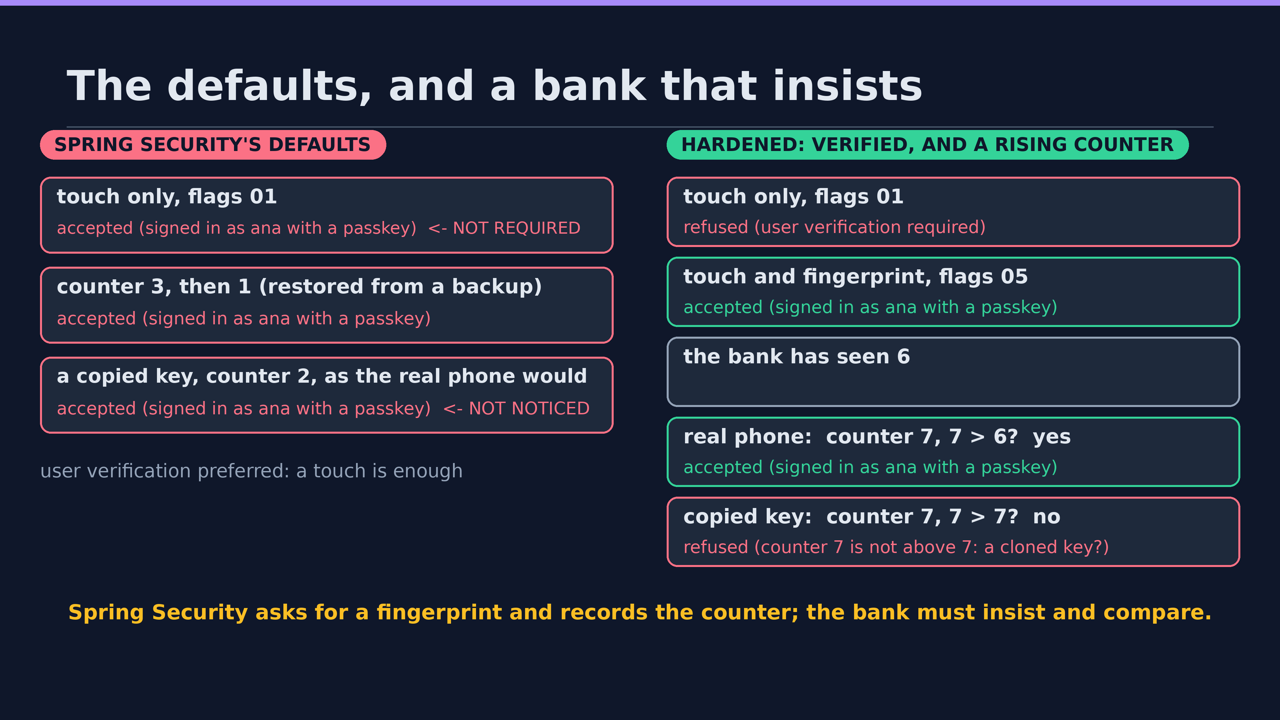 The defaults, and a bank that insists
SPRING SECURITY'S DEFAULTS
touch only, flags 01
accepted (signed in as ana with a passkey)  <- NOT REQUIRED
counter 3, then 1 (restored from a backup)
accepted (signed in as ana with a passkey)
a copied key, counter 2, as the real phone would
accepted (signed in as ana with a passkey)  <- NOT NOTICED
user verification preferred: a touch is enough
HARDENED: VERIFIED, AND A RISING COUNTER
touch only, flags 01
refused (user verification required)
touch and fingerprint, flags 05
accepted (signed in as ana with a passkey)
the bank has seen 6
real phone:  counter 7, 7 > 6?  yes
accepted (signed in as ana with a passkey)
copied key:  counter 7, 7 > 7?  no
refused (counter 7 is not above 7: a cloned key?)
Spring Security asks for a fingerprint and records the counter; the bank must insist and compare.